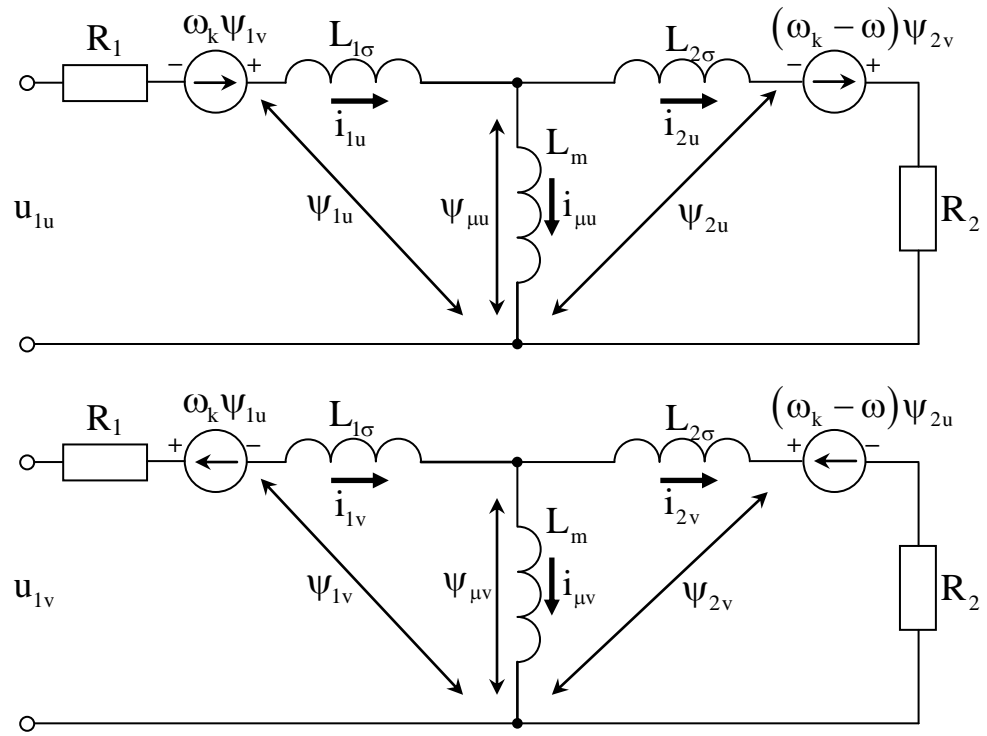 R₁ ωₖψ₁ᵥ L₁σ L₂σ (ωₖ − ω)ψ₂ᵥ
− + − +
i₁ᵤ i₂ᵤ
Lₘ
u₁ᵤ ψ₁ᵤ ψμᵤ iμᵤ ψ₂ᵤ R₂
R₁ ωₖψ₁ᵤ L₁σ L₂σ (ωₖ − ω)ψ₂ᵤ
+ − + −
i₁ᵥ i₂ᵥ
Lₘ
u₁ᵥ ψ₁ᵥ ψμᵥ iμᵥ ψ₂ᵥ R₂